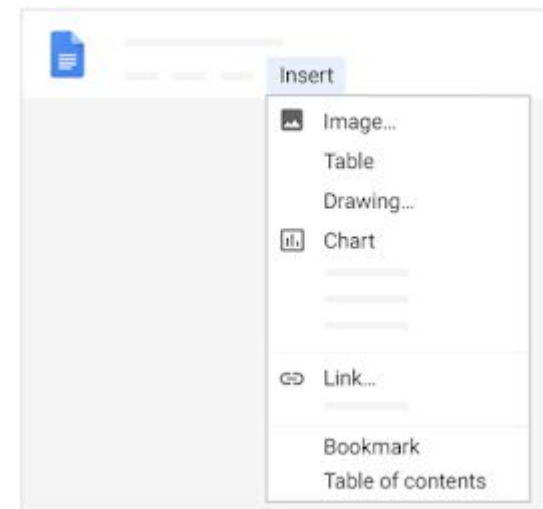 Insert
Image...
Table
Drawing...
Chart
Link...
Bookmark
Table of contents